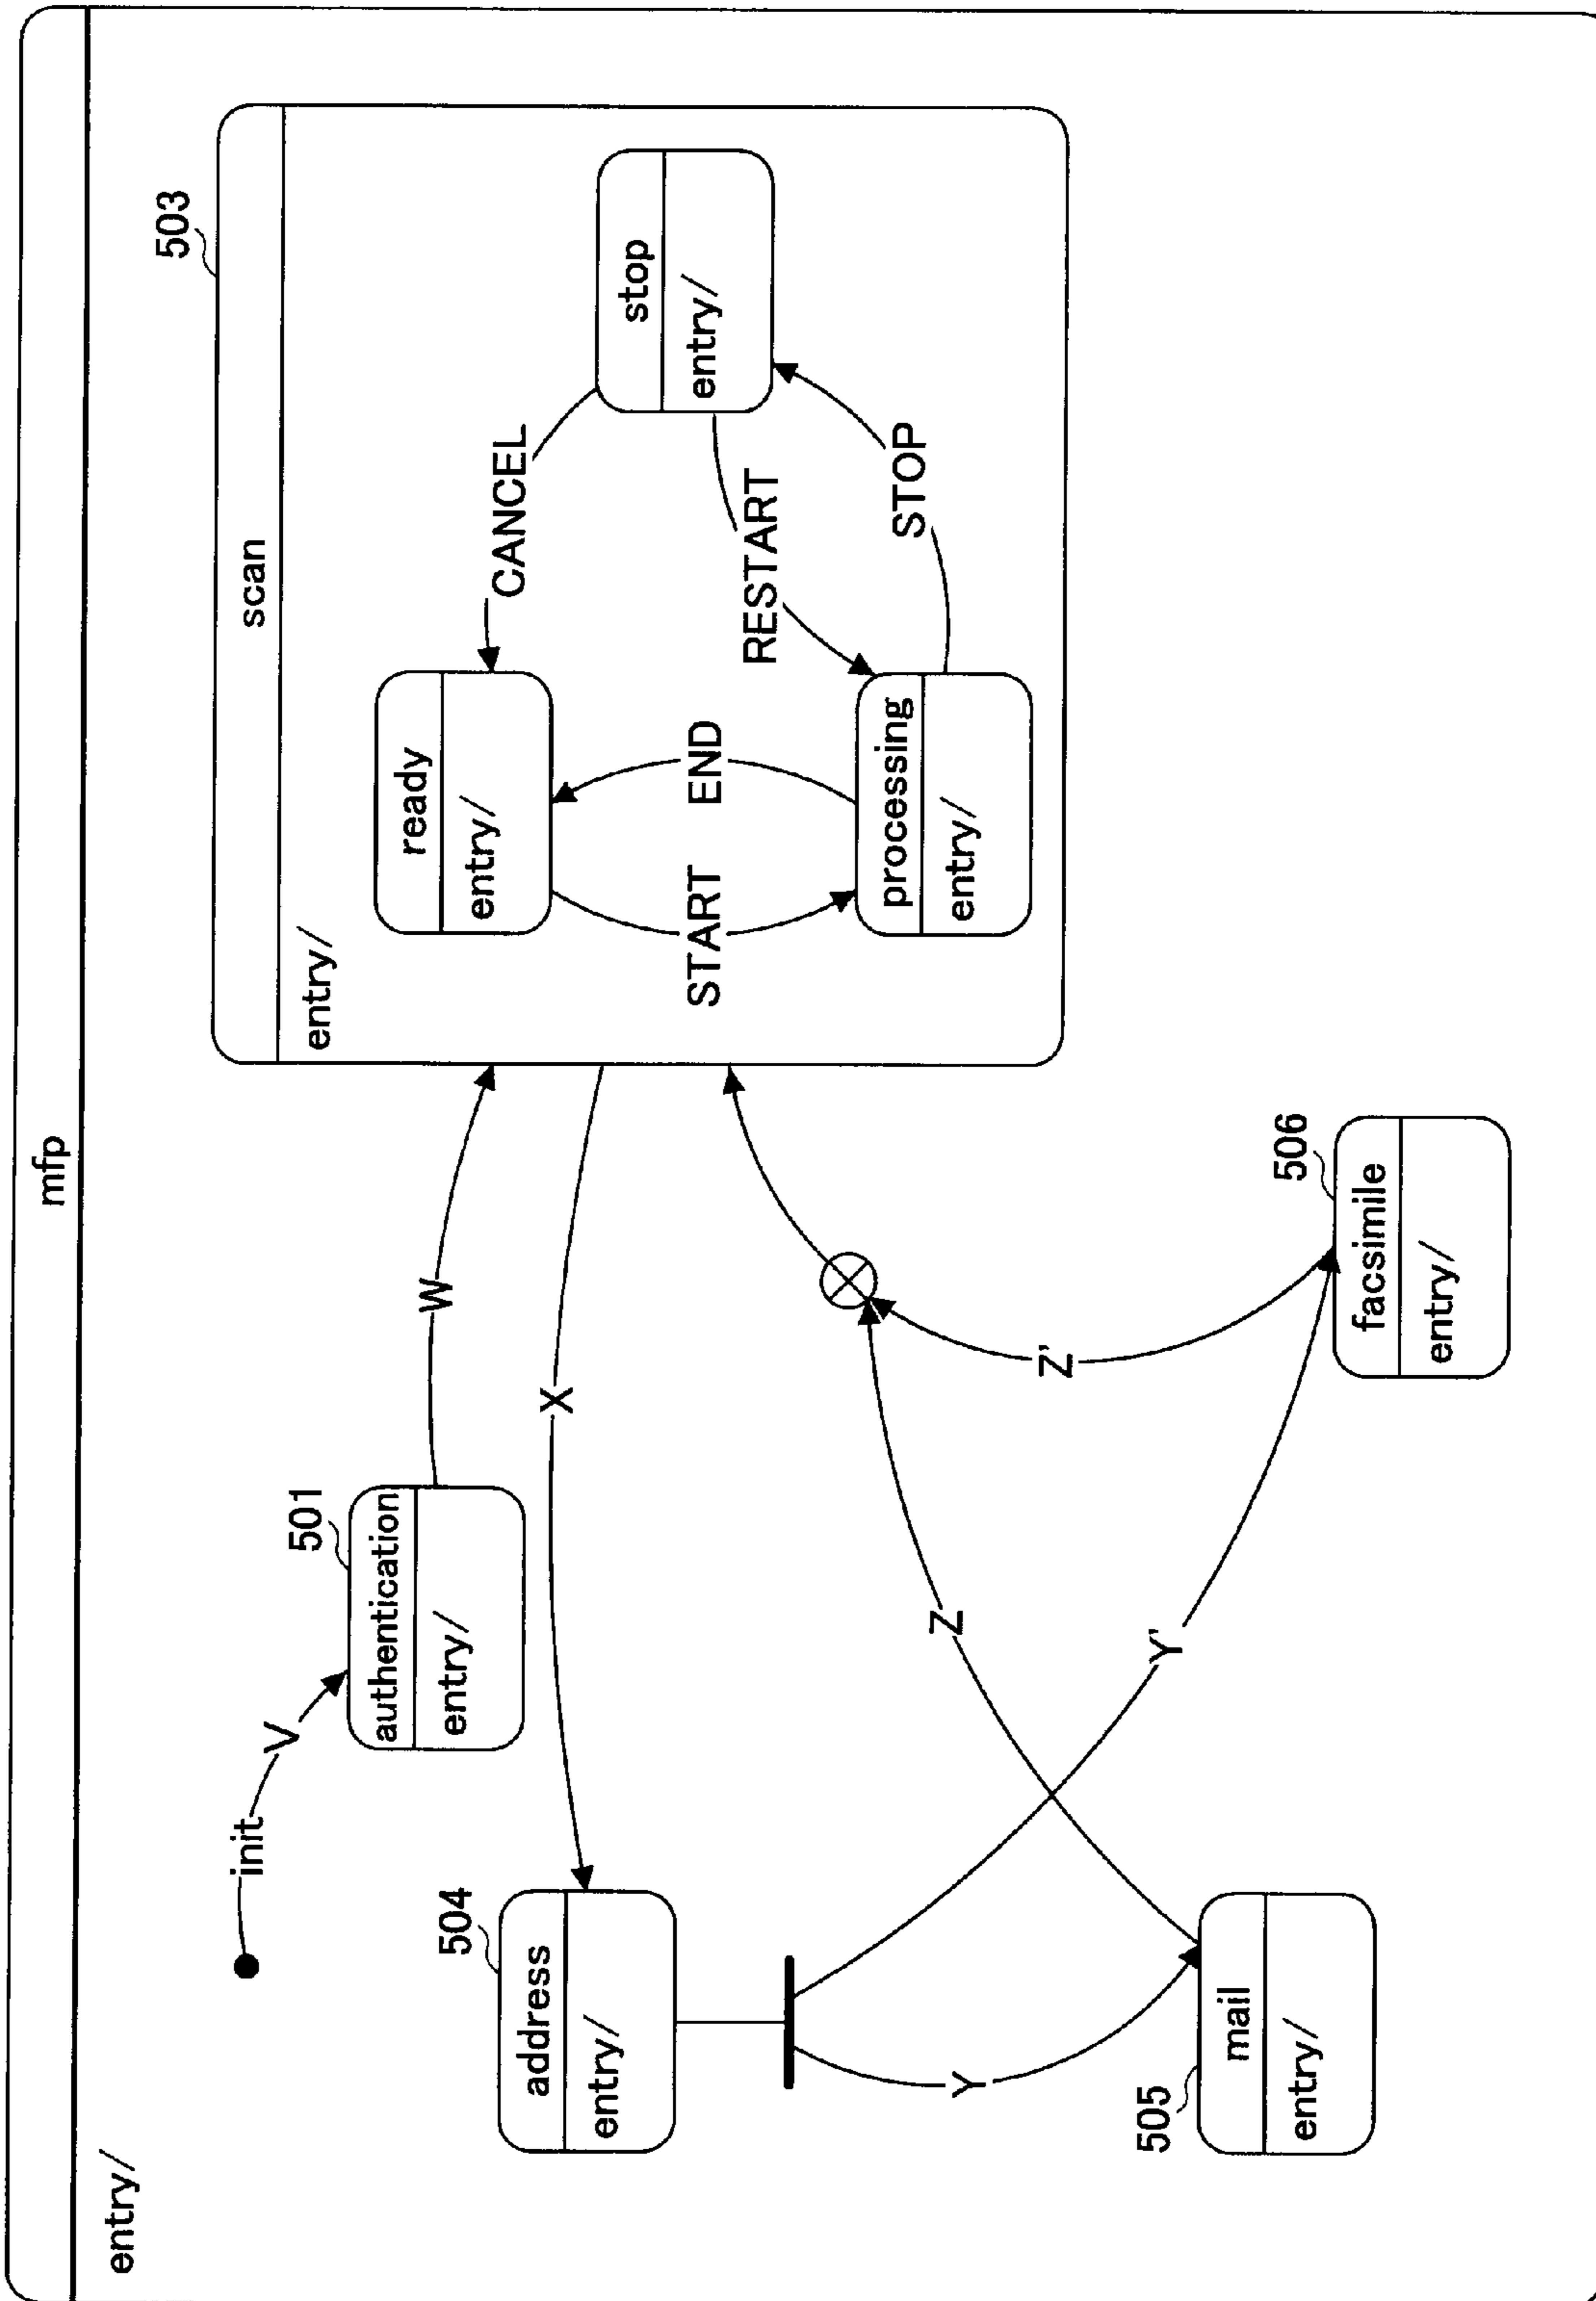 mfp
entry/
init
V
501
authentication
entry/
W
503
scan
entry/
ready
entry/
CANCEL
stop
entry/
START
END
RESTART
STOP
processing
entry/
X
504
address
entry/
Y
Y'
Z
Z'
505
mail
entry/
506
facsimile
entry/